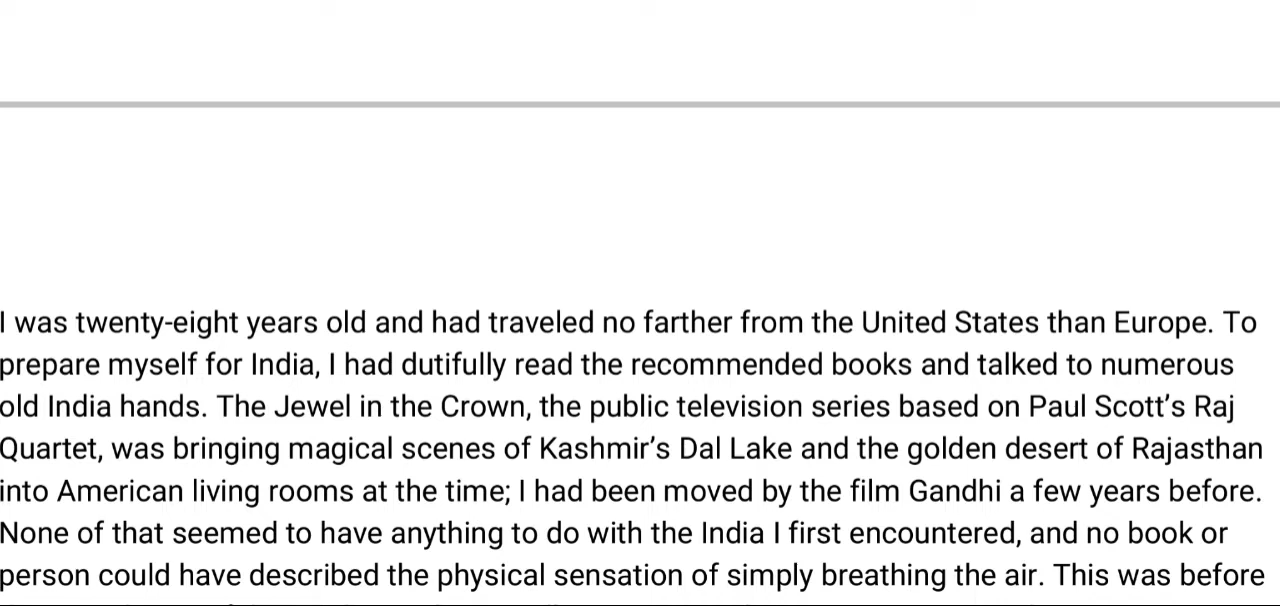 I was twenty-eight years old and had traveled no farther from the United States than Europe. To
prepare myself for India, I had dutifully read the recommended books and talked to numerous
old India hands. The Jewel in the Crown, the public television series based on Paul Scott’s Raj
Quartet, was bringing magical scenes of Kashmir’s Dal Lake and the golden desert of Rajasthan
into American living rooms at the time; I had been moved by the film Gandhi a few years before.
None of that seemed to have anything to do with the India I first encountered, and no book or
person could have described the physical sensation of simply breathing the air. This was before